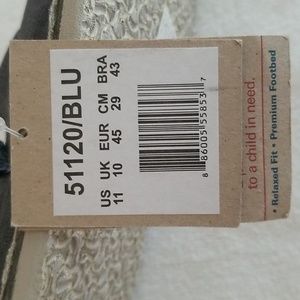 51120/BLU
US UK EUR CM BRA
11 10 45 29 43
8 86005 55853 7
to a child in need.
• Relaxed Fit • Premium Footbed